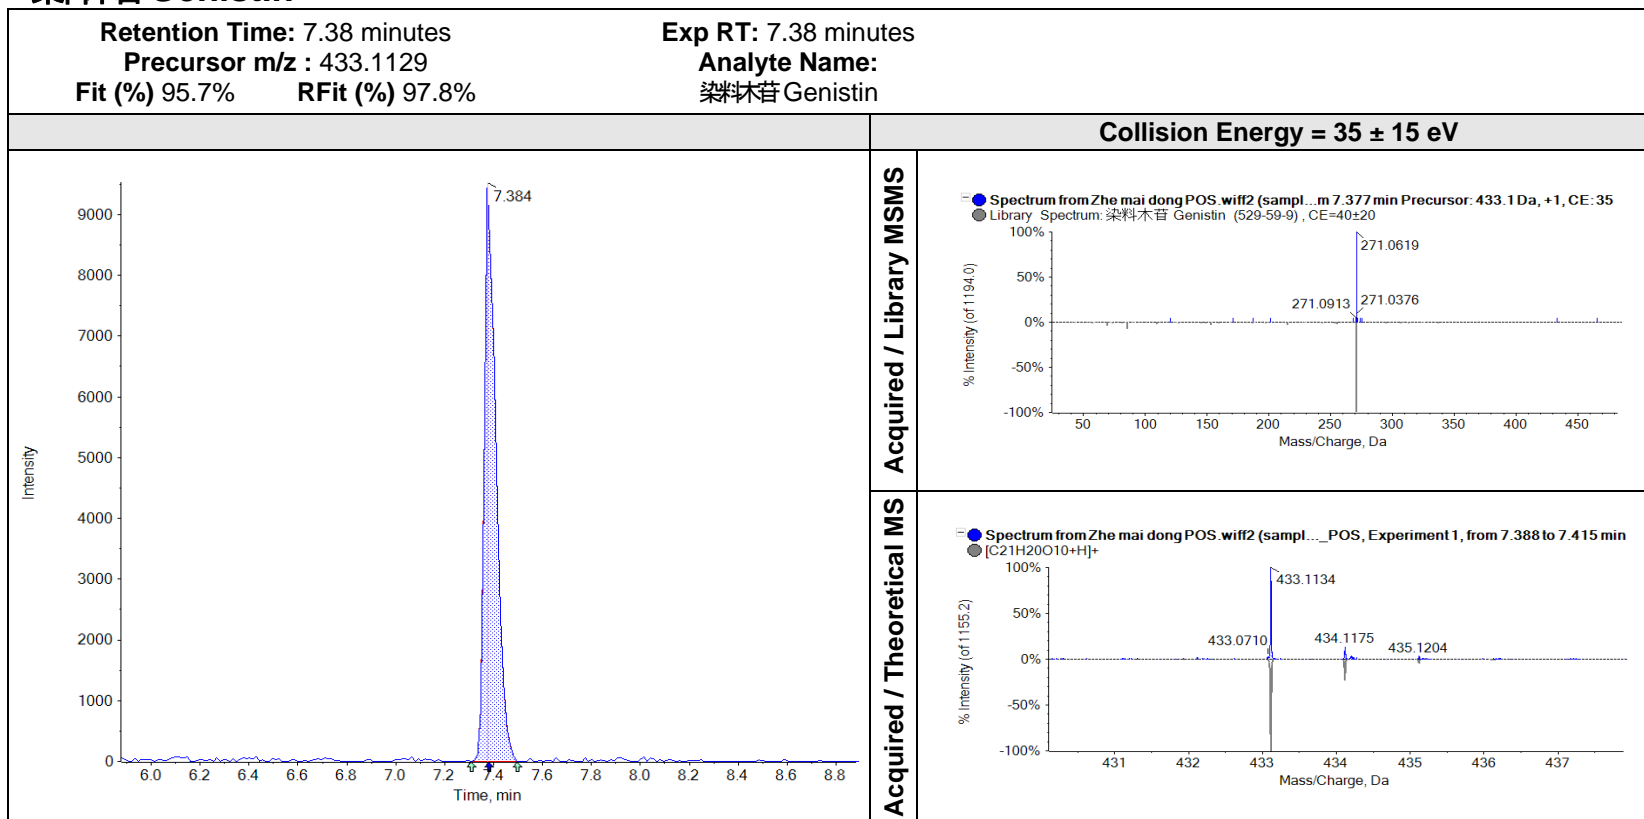 Retention Time: 7.38 minutes
Precursor m/z : 433.1129
Fit (%) 95.7% RFit (%) 97.8%
Exp RT: 7.38 minutes
Analyte Name:
染料木苷Genistin
Collision Energy = 35 ± 15 eV
Intensity
9000
8000
7000
6000
5000
4000
3000
2000
1000
0
7.384
6.0 6.2 6.4 6.6 6.8 7.0 7.2 7.4 7.6 7.8 8.0 8.2 8.4 8.6 8.8
Time, min
Acquired / Library MSMS
Spectrum from Zhe mai dong POS.wiff2 (sampl...m 7.377 min Precursor: 433.1 Da, +1, CE: 35
Library Spectrum: 染料木苷 Genistin (529-59-9) , CE=40±20
% Intensity (of 1194.0)
100%
50%
0%
-50%
-100%
271.0619
271.0913
271.0376
50 100 150 200 250 300 350 400 450
Mass/Charge, Da
Acquired / Theoretical MS
Spectrum from Zhe mai dong POS.wiff2 (sampl..._POS, Experiment 1, from 7.388 to 7.415 min
[C21H20O10+H]+
% Intensity (of 1155.2)
100%
50%
0%
-50%
-100%
433.1134
433.0710
434.1175
435.1204
431 432 433 434 435 436 437
Mass/Charge, Da